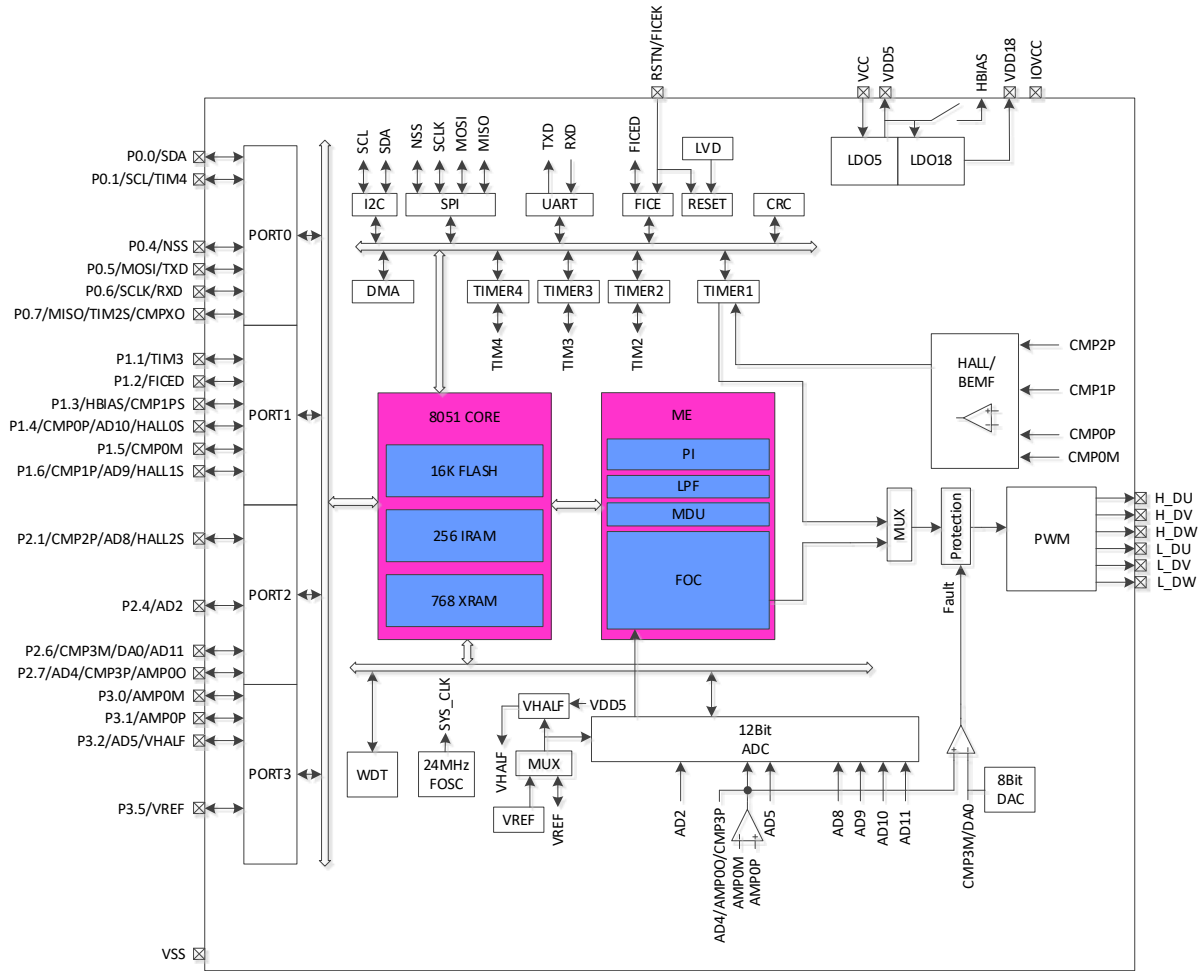 RSTN/FICEK
VCC
VDD5
HBIAS
VDD18
IOVCC
LDO5
LDO18
P0.0/SDA
P0.1/SCL/TIM4
P0.4/NSS
P0.5/MOSI/TXD
P0.6/SCLK/RXD
P0.7/MISO/TIM2S/CMPXO
P1.1/TIM3
P1.2/FICED
P1.3/HBIAS/CMP1PS
P1.4/CMP0P/AD10/HALL0S
P1.5/CMP0M
P1.6/CMP1P/AD9/HALL1S
P2.1/CMP2P/AD8/HALL2S
P2.4/AD2
P2.6/CMP3M/DA0/AD11
P2.7/AD4/CMP3P/AMP0O
P3.0/AMP0M
P3.1/AMP0P
P3.2/AD5/VHALF
P3.5/VREF
VSS
PORT0
PORT1
PORT2
PORT3
SCL
SDA
NSS
SCLK
MOSI
MISO
TXD
RXD
FICED
LVD
I2C
SPI
UART
FICE
RESET
CRC
DMA
TIMER4
TIMER3
TIMER2
TIMER1
TIM4
TIM3
TIM2
HALL/
BEMF
CMP2P
CMP1P
CMP0P
CMP0M
8051 CORE
16K FLASH
256 IRAM
768 XRAM
ME
PI
LPF
MDU
FOC
MUX
Protection
Fault
PWM
H_DU
H_DV
H_DW
L_DU
L_DV
L_DW
WDT
SYS_CLK
24MHz
FOSC
VHALF
VDD5
VHALF
MUX
VREF
VREF
12Bit
ADC
AD2
AD4/AMP0O/CMP3P
AMP0M
AMP0P
AD5
AD8
AD9
AD10
AD11
CMP3M/DA0
8Bit
DAC